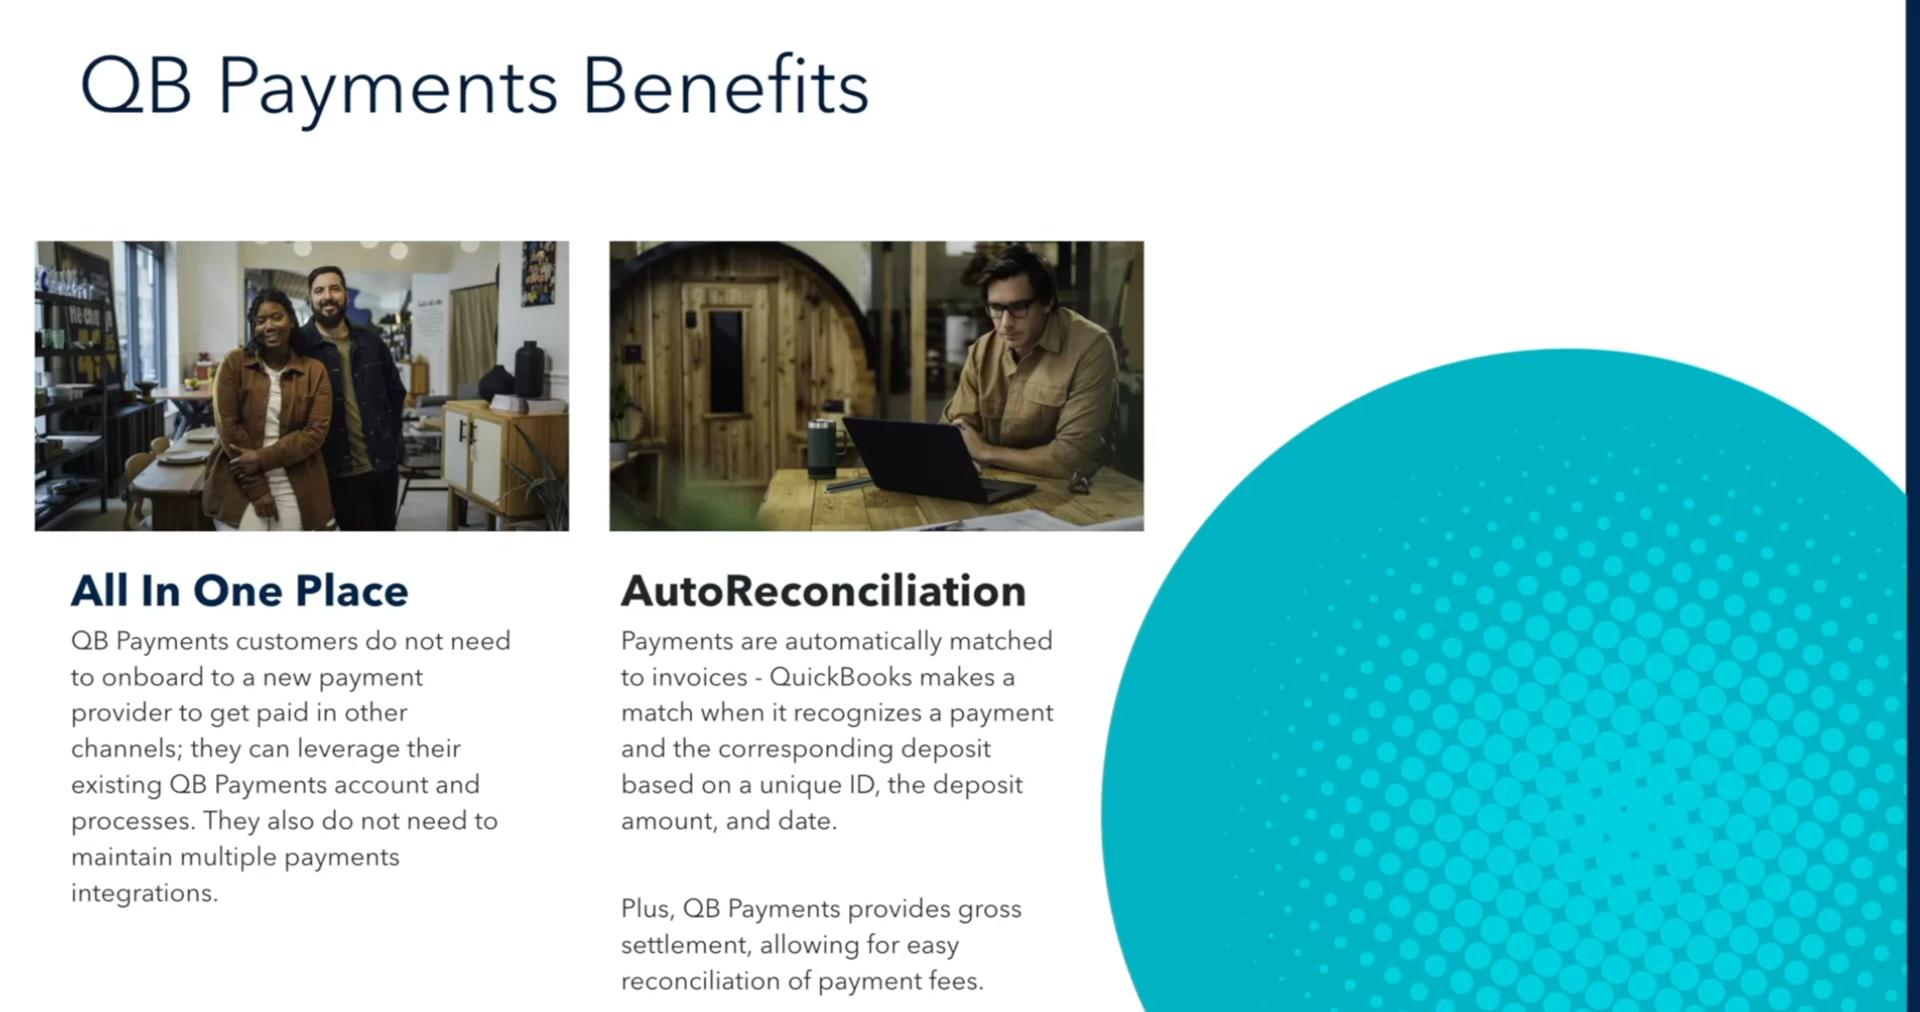 QB Payments Benefits
All In One Place
QB Payments customers do not need
to onboard to a new payment
provider to get paid in other
channels; they can leverage their
existing QB Payments account and
processes. They also do not need to
maintain multiple payments
integrations.
AutoReconciliation
Payments are automatically matched
to invoices - QuickBooks makes a
match when it recognizes a payment
and the corresponding deposit
based on a unique ID, the deposit
amount, and date.
Plus, QB Payments provides gross
settlement, allowing for easy
reconciliation of payment fees.